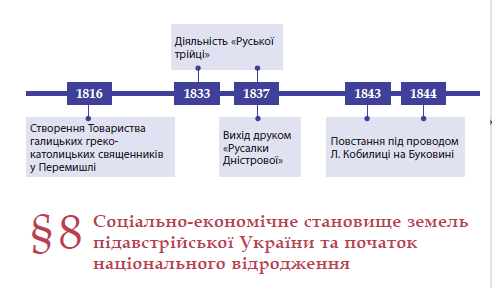 Діяльність «Руської
трійці»
1816
1833
1837
1843
1844
Створення Товариства
галицьких греко-
католицьких священників
у Перемишлі
Вихід друком
«Русалки
Дністрової»
Повстання під проводом
Л. Кобилиці на Буковині
§ 8
Соціально-економічне становище земель
підавстрійської України та початок
національного відродження